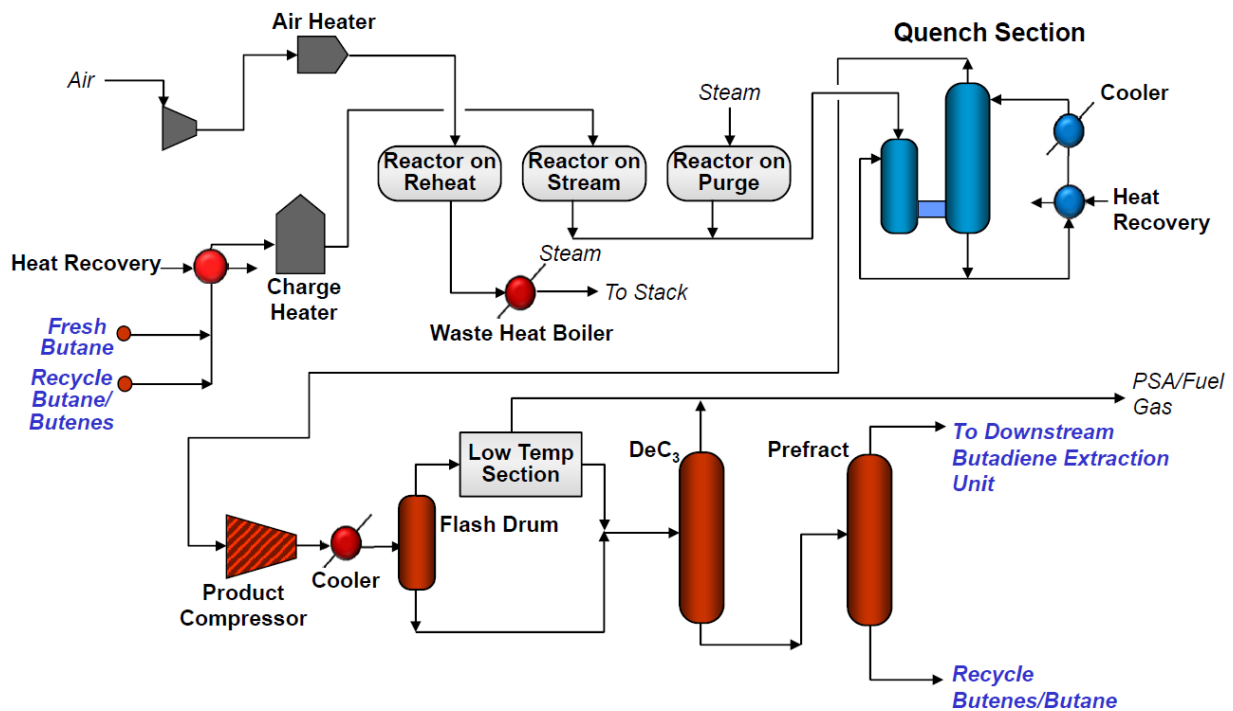 Air Heater
Quench Section
Air
Steam
Cooler
Reactor on
Reheat
Reactor on
Stream
Reactor on
Purge
Heat
Recovery
Heat Recovery
Charge
Heater
Steam
To Stack
Waste Heat Boiler
Fresh
Butane
Recycle
Butane/
Butenes
PSA/Fuel
Gas
Low Temp
Section
DeC₃
Prefract
To Downstream
Butadiene Extraction
Unit
Flash Drum
Cooler
Product
Compressor
Recycle
Butenes/Butane